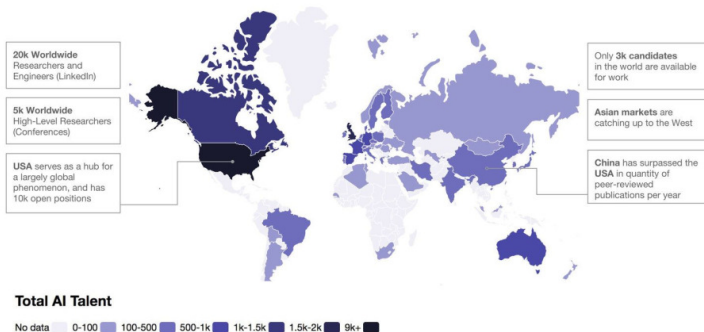 20k Worldwide
Researchers and
Engineers (LinkedIn)
5k Worldwide
High-Level Researchers
(Conferences)
USA serves as a hub for
a largely global
phenomenon, and has
10k open positions
Only 3k candidates
in the world are available
for work
Asian markets are
catching up to the West
China has surpassed the
USA in quantity of
peer-reviewed
publications per year
Total AI Talent
No data 0-100 100-500 500-1k 1k-1.5k 1.5k-2k 9k+